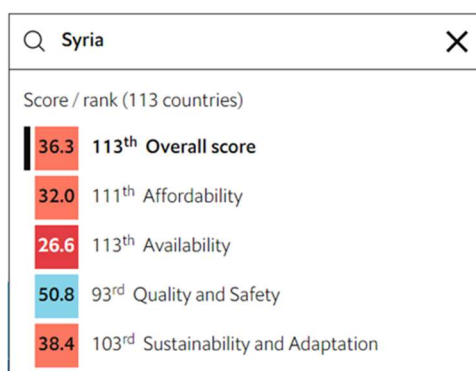 Syria
Score / rank (113 countries)
36.3 113th Overall score
32.0 111th Affordability
26.6 113th Availability
50.8 93rd Quality and Safety
38.4 103rd Sustainability and Adaptation